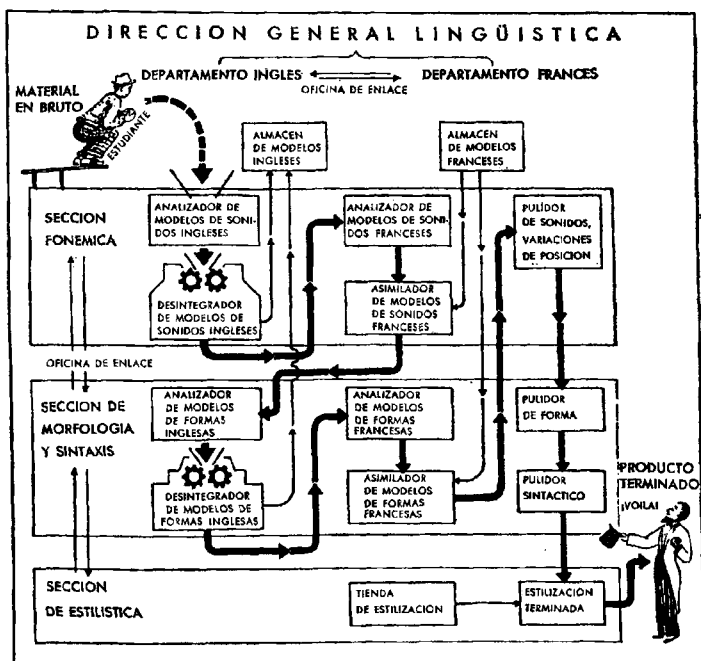 DIRECCION GENERAL LINGÜISTICA
DEPARTAMENTO INGLES
DEPARTAMENTO FRANCES
OFICINA DE ENLACE
MATERIAL
EN BRUTO
ESTUDIANTE
ALMACEN
DE MODELOS
INGLESES
ALMACEN
DE MODELOS
FRANCESES
SECCION
FONEMICA
ANALIZADOR DE
MODELOS DE SONI-
DOS INGLESES
ANALIZADOR DE
MODELOS DE SONI-
DOS FRANCESES
PULIDOR
DE SONIDOS,
VARIACIONES
DE POSICION
DESINTEGRADOR
DE MODELOS DE
SONIDOS INGLESES
ASIMILADOR
DE MODELOS
DE SONIDOS
FRANCESES
OFICINA DE ENLACE
SECCION DE
MORFOLOGIA
Y SINTAXIS
ANALIZADOR
DE MODELOS
DE FORMAS
INGLESAS
ANALIZADOR
DE MODELOS
DE FORMAS
FRANCESAS
PULIDOR
DE FORMA
DESINTEGRADOR
DE MODELOS DE
FORMAS INGLESAS
ASIMILADOR
DE MODELOS
DE FORMAS
FRANCESAS
PULIDOR
SINTACTICO
PRODUCTO
TERMINADO
¡VOILA!
SECCION
DE ESTILISTICA
TIENDA
DE ESTILIZACIÓN
ESTILIZACIÓN
TERMINADA